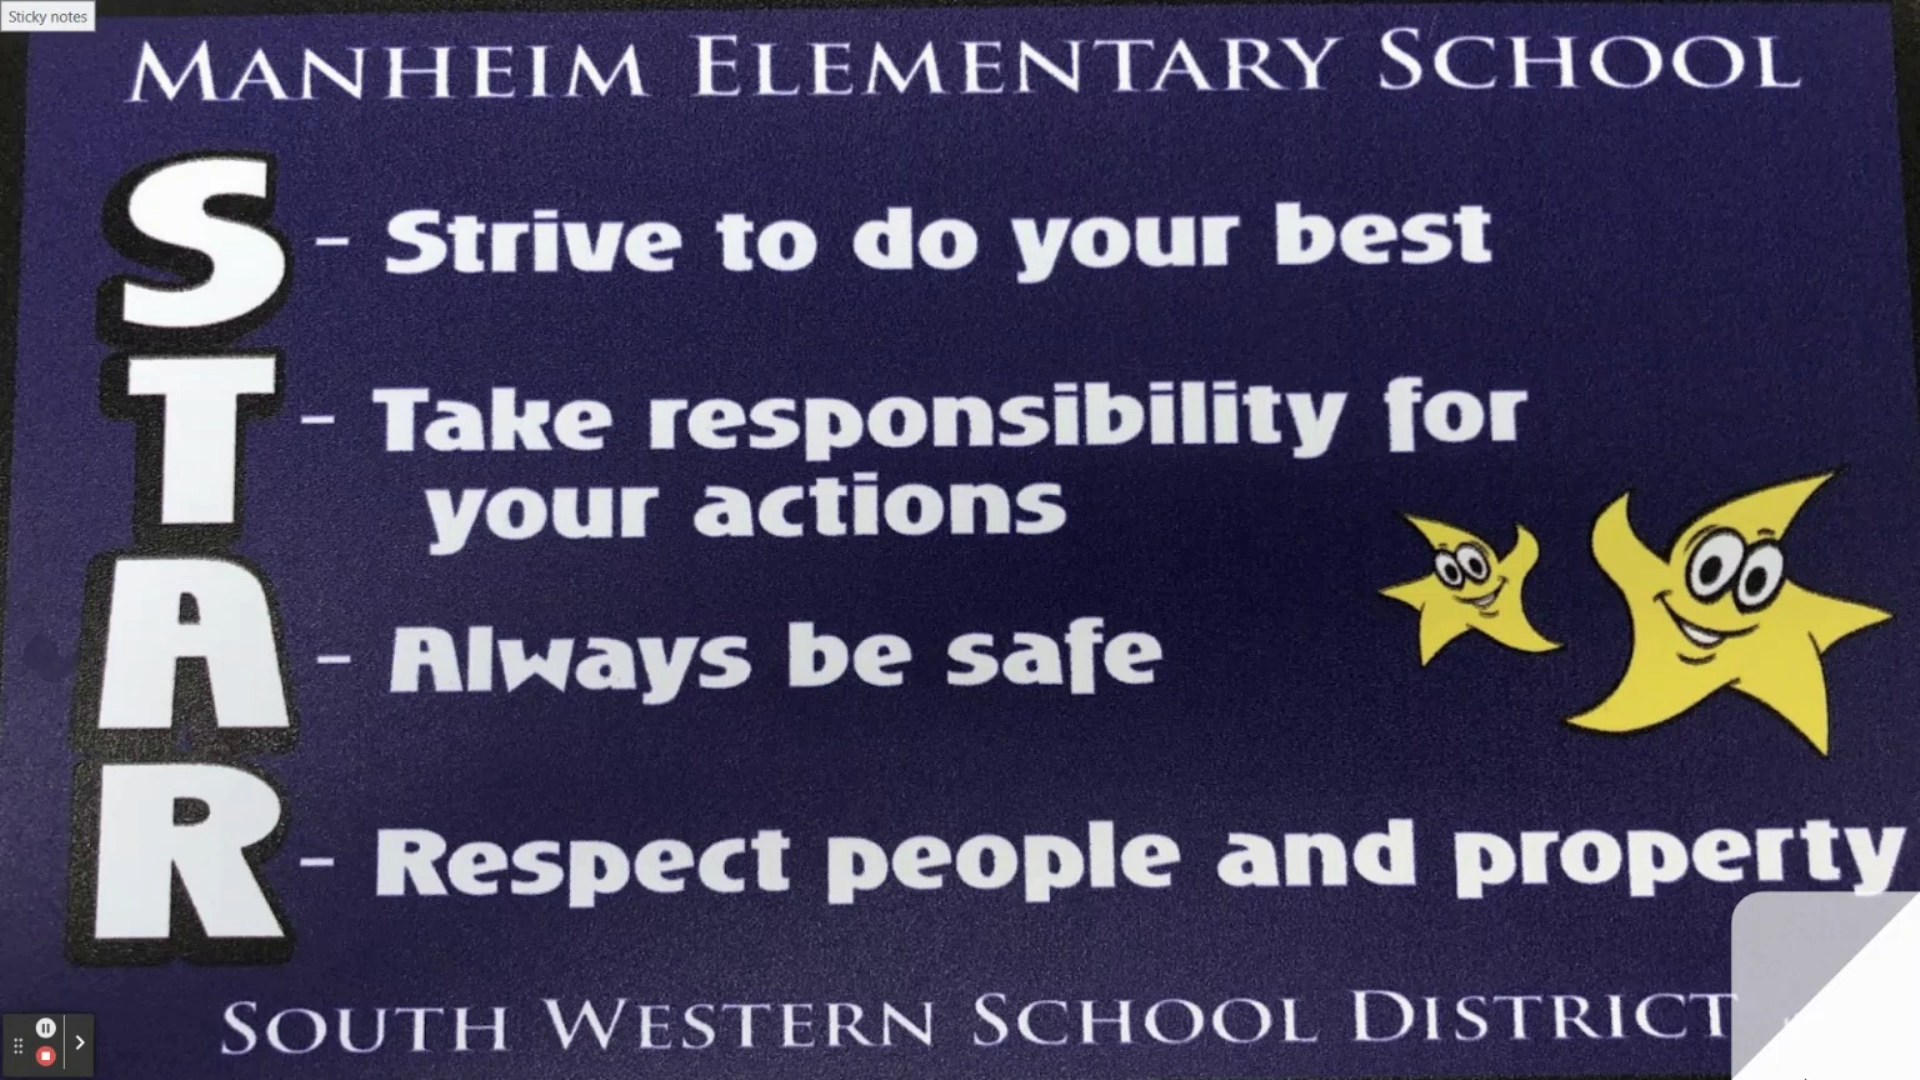 Sticky notes
MANHEIM ELEMENTARY SCHOOL
S - Strive to do your best
T - Take responsibility for
your actions
A - Always be safe
R - Respect people and property
SOUTH WESTERN SCHOOL DISTRICT